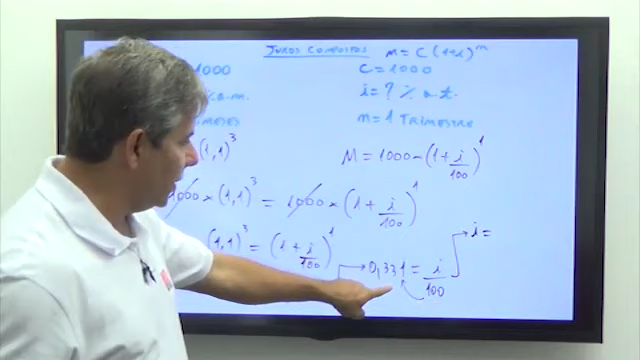 JUROS COMPOSTOS M = C (1+i)^n
1000 C = 1000
% a.m. i = ? % a.t.
MESES n = 1 TRIMESTRE
(1,1)^3 M = 1000 × (1 + i/100)^1
1000 × (1,1)^3 = 1000 × (1 + i/100)^1
(1,1)^3 = (1 + i/100)^1
0,331 = i/100
i =